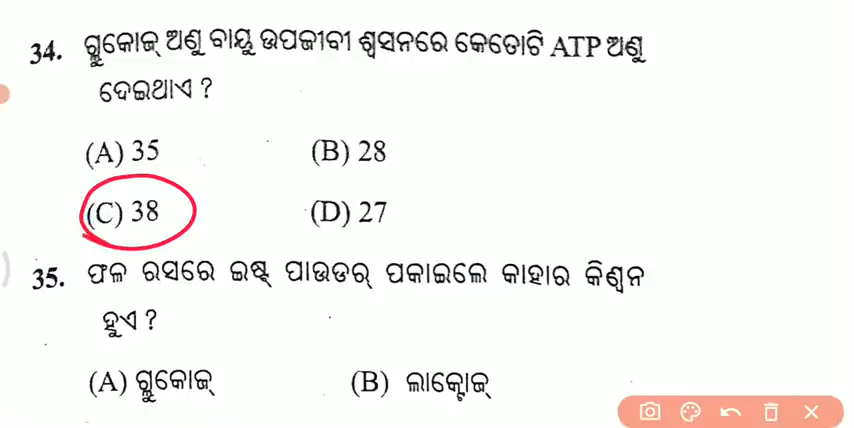 34. ଗ୍ଲୁକୋଜ୍ ଅଣୁ ବାୟୁ ଉପଜୀବୀ ଶ୍ୱସନରେ କେତୋଟି ATP ଅଣୁ
ଦେଇଥାଏ ?
(A) 35 (B) 28
(C) 38 (D) 27
35. ଫଳ ରସରେ ଇଷ୍ଟ୍ ପାଉଡର୍ ପକାଇଲେ କାହାର କିଣ୍ୱନ
ହୁଏ ?
(A) ଗ୍ଲୁକୋଜ୍ (B) ଲାକ୍ଟୋଜ୍